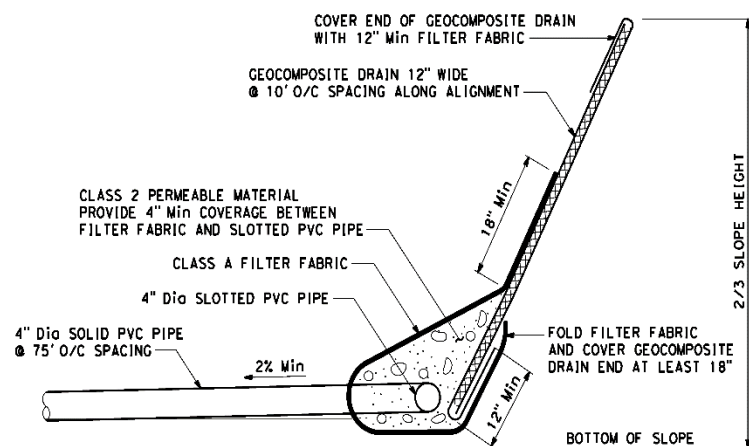 COVER END OF GEOCOMPOSITE DRAIN
WITH 12" Min FILTER FABRIC
GEOCOMPOSITE DRAIN 12" WIDE
@ 10' O/C SPACING ALONG ALIGNMENT
CLASS 2 PERMEABLE MATERIAL
PROVIDE 4" Min COVERAGE BETWEEN
FILTER FABRIC AND SLOTTED PVC PIPE
18" Min
2/3 SLOPE HEIGHT
CLASS A FILTER FABRIC
4" Dia SLOTTED PVC PIPE
4" Dia SOLID PVC PIPE
@ 75' O/C SPACING
2% Min
FOLD FILTER FABRIC
AND COVER GEOCOMPOSITE
DRAIN END AT LEAST 18"
12" Min
BOTTOM OF SLOPE